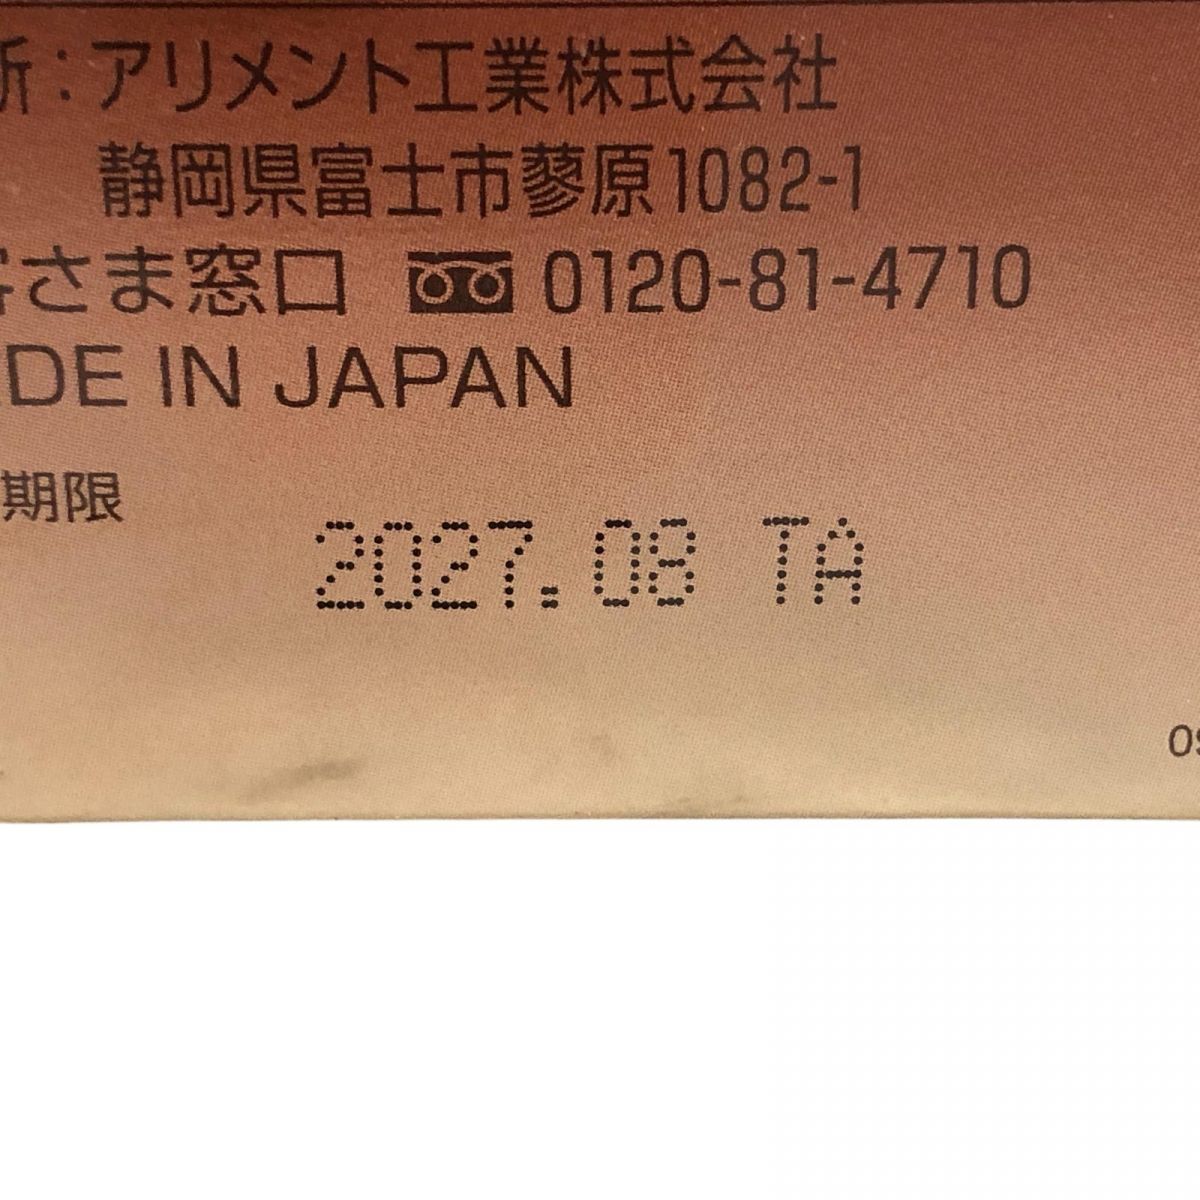 所：アリメント工業株式会社
静岡県富士市蓼原1082-1
さま窓口 0120-81-4710
DE IN JAPAN
期限
2027.08 TA